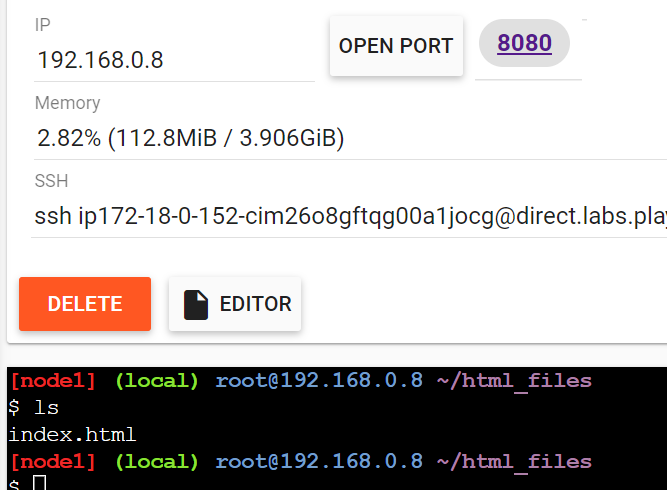 IP
192.168.0.8
OPEN PORT
8080
Memory
2.82% (112.8MiB / 3.906GiB)
SSH
ssh ip172-18-0-152-cim26o8gftqg00a1jocg@direct.labs.pla
DELETE
EDITOR
[node1] (local) root@192.168.0.8 ~/html_files
$ ls
index.html
[node1] (local) root@192.168.0.8 ~/html_files
$